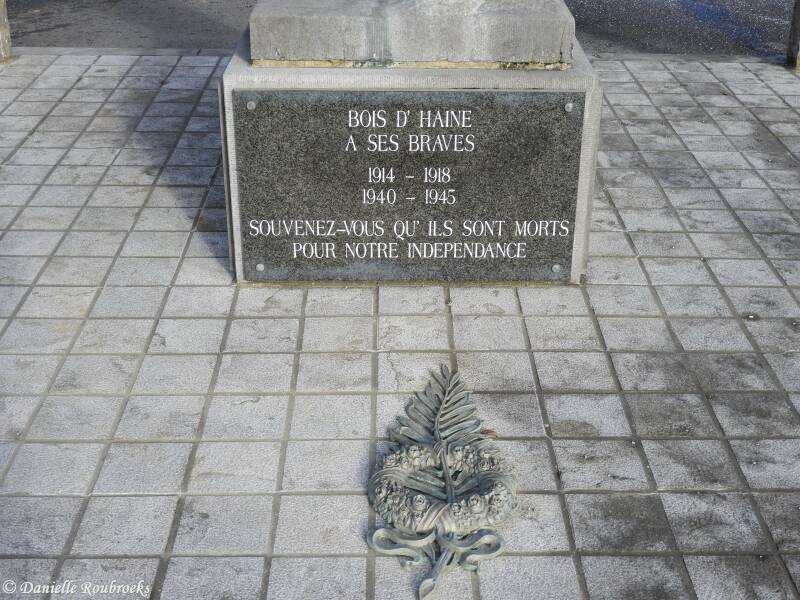 BOIS D' HAINE
A SES BRAVES
1914 - 1918
1940 - 1945
SOUVENEZ-VOUS QU' ILS SONT MORTS
POUR NOTRE INDEPENDANCE
© Danielle Roubroeks